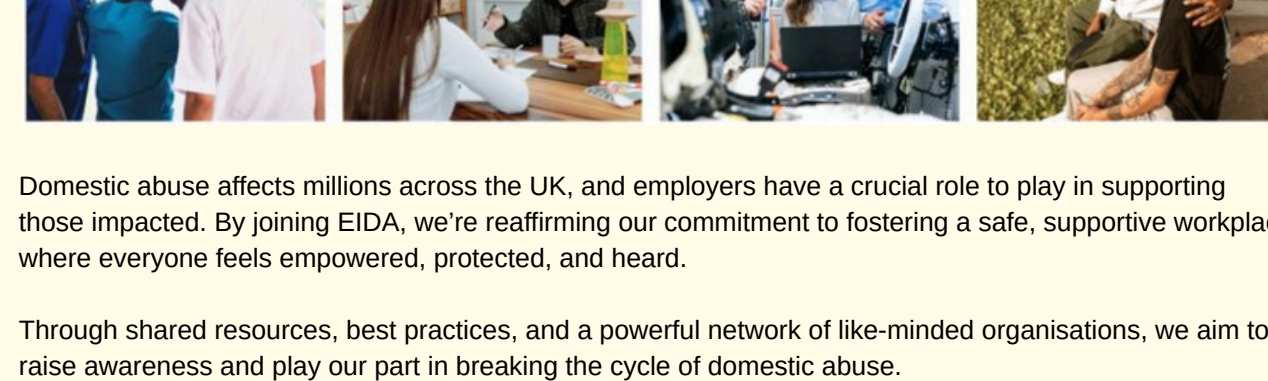 Domestic abuse affects millions across the UK, and employers have a crucial role to play in supporting
those impacted. By joining EIDA, we’re reaffirming our commitment to fostering a safe, supportive
where everyone feels empowered, protected, and heard.
Through shared resources, best practices, and a powerful network of like-minded organisations, we aim to
raise awareness and play our part in breaking the cycle of domestic abuse.